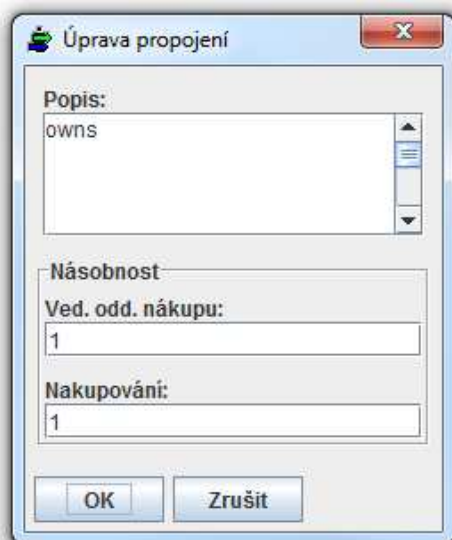 Úprava propojení
Popis:
owns
Násobnost
Ved. odd. nákupu:
1
Nakupování:
1
OK Zrušit